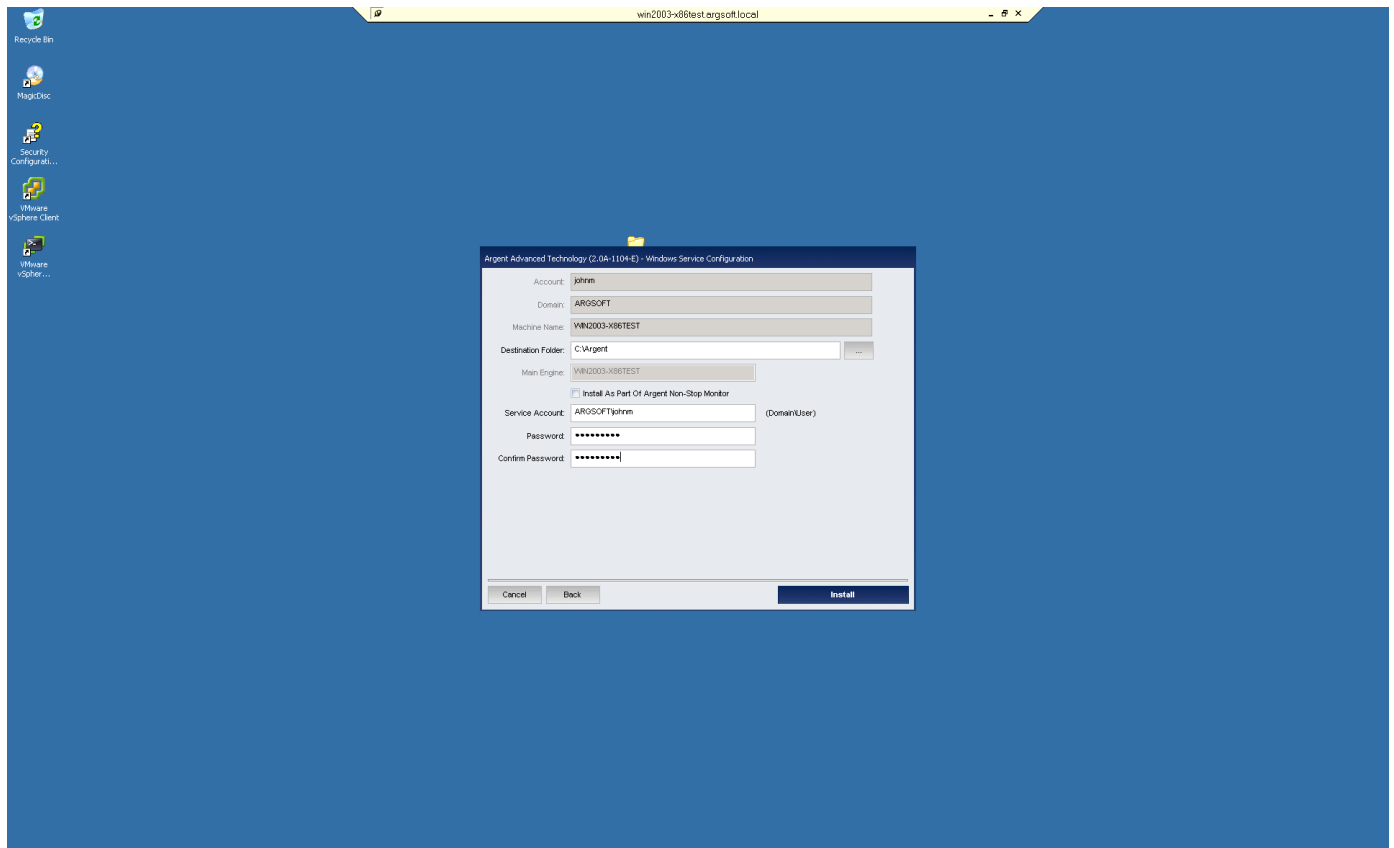 win2003-x86test.argsoft.local
Recycle Bin
MagicDisc
Security
Configurati...
VMware
vSphere Client
VMware
vSpher...
Argent Advanced Technology (2.0A-1104-E) - Windows Service Configuration
Account: johnm
Domain: ARGSOFT
Machine Name: WIN2003-X86TEST
Destination Folder: C:\Argent ...
Main Engine: WIN2003-X86TEST
Install As Part Of Argent Non-Stop Monitor
Service Account: ARGSOFT\johnm (Domain\User)
Password: •••••••••
Confirm Password: •••••••••
Cancel Back Install